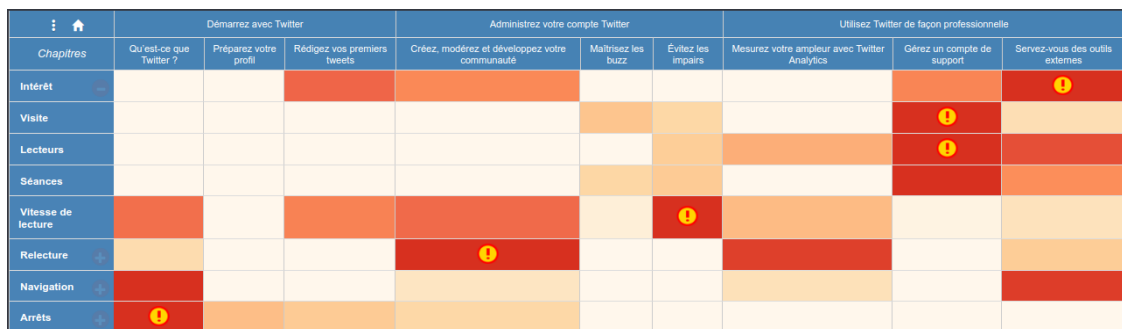 Démarrez avec Twitter
Administrez votre compte Twitter
Utilisez Twitter de façon professionnelle
Chapitres
Qu'est-ce que
Twitter ?
Préparez votre
profil
Rédigez vos premiers
tweets
Créez, modérez et développez votre
communauté
Maîtrisez les
buzz
Évitez les
impairs
Mesurez votre ampleur avec Twitter
Analytics
Gérez un compte de
support
Servez-vous des outils
externes
Intérêt
Visite
Lecteurs
Séances
Vitesse de
lecture
Relecture
Navigation
Arrêts